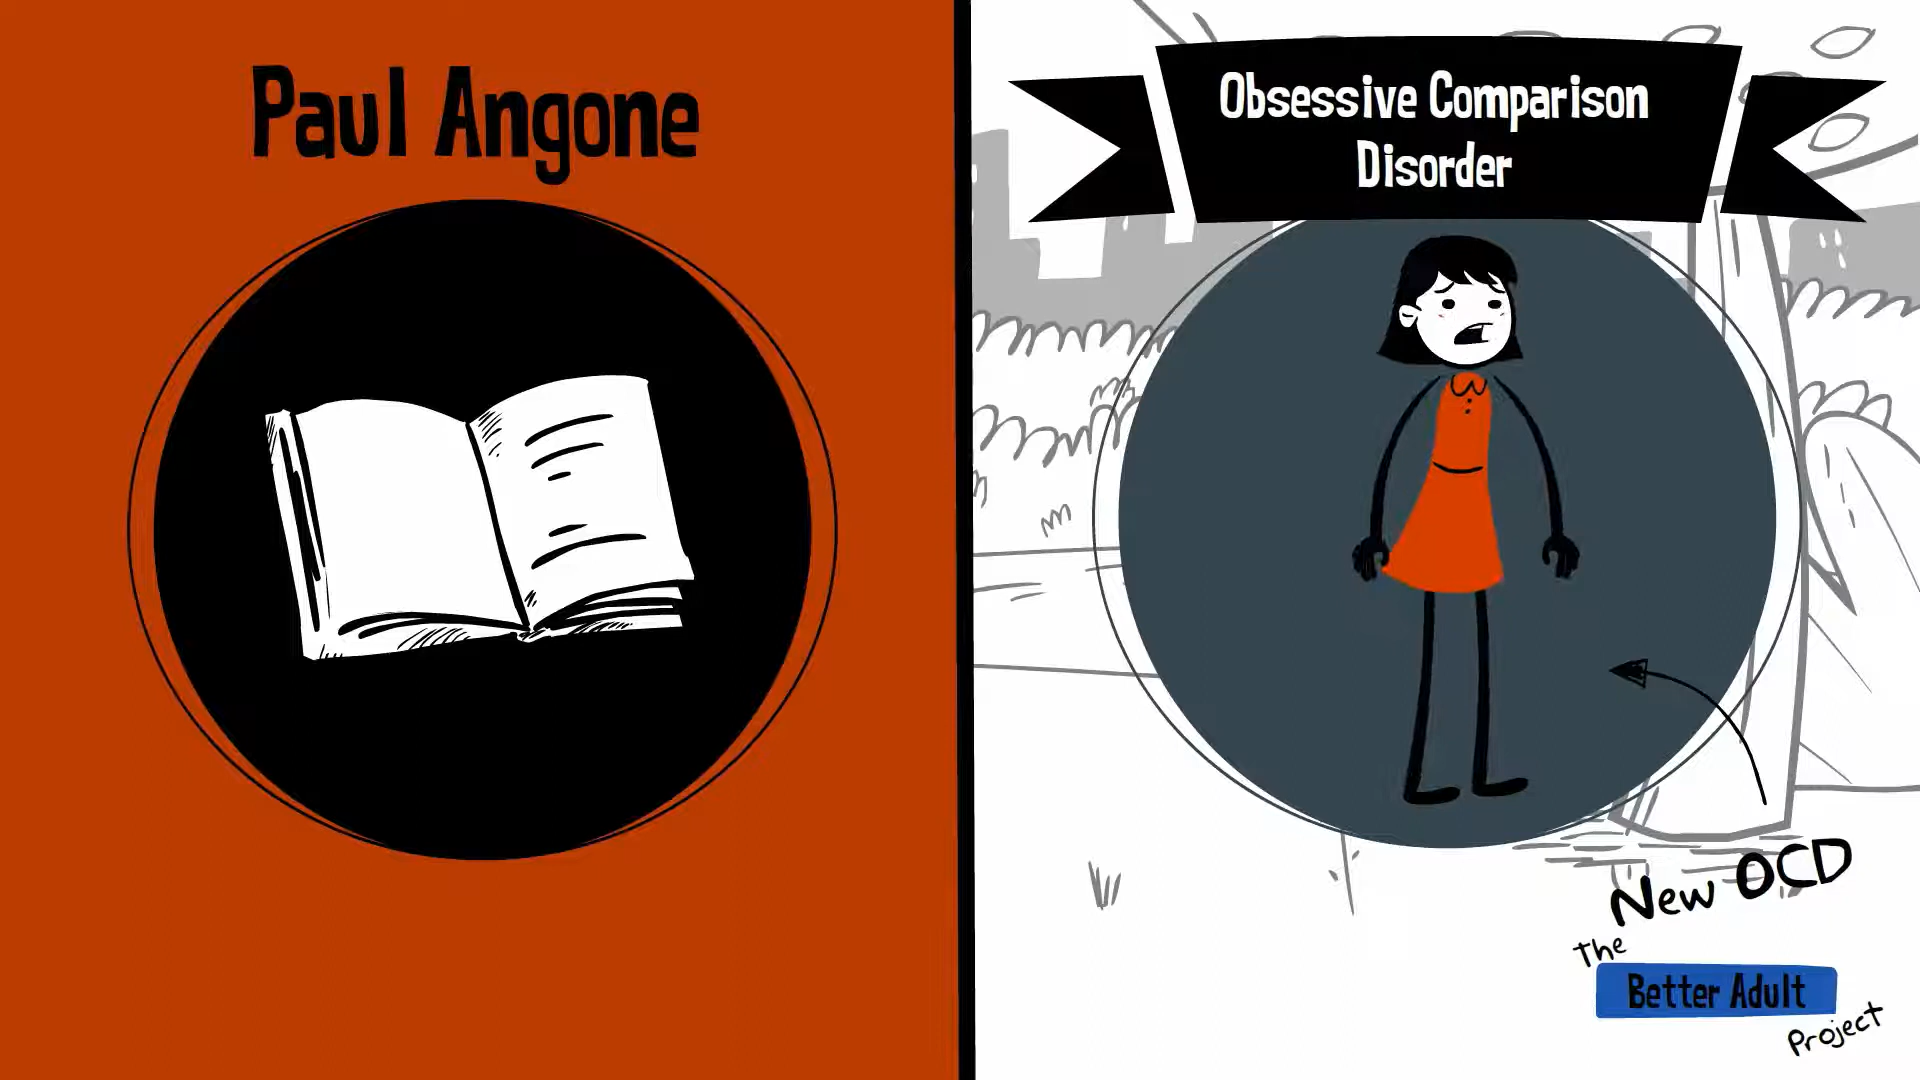 Paul Angone
Obsessive Comparison
Disorder
New OCD
The
Better Adult
Project